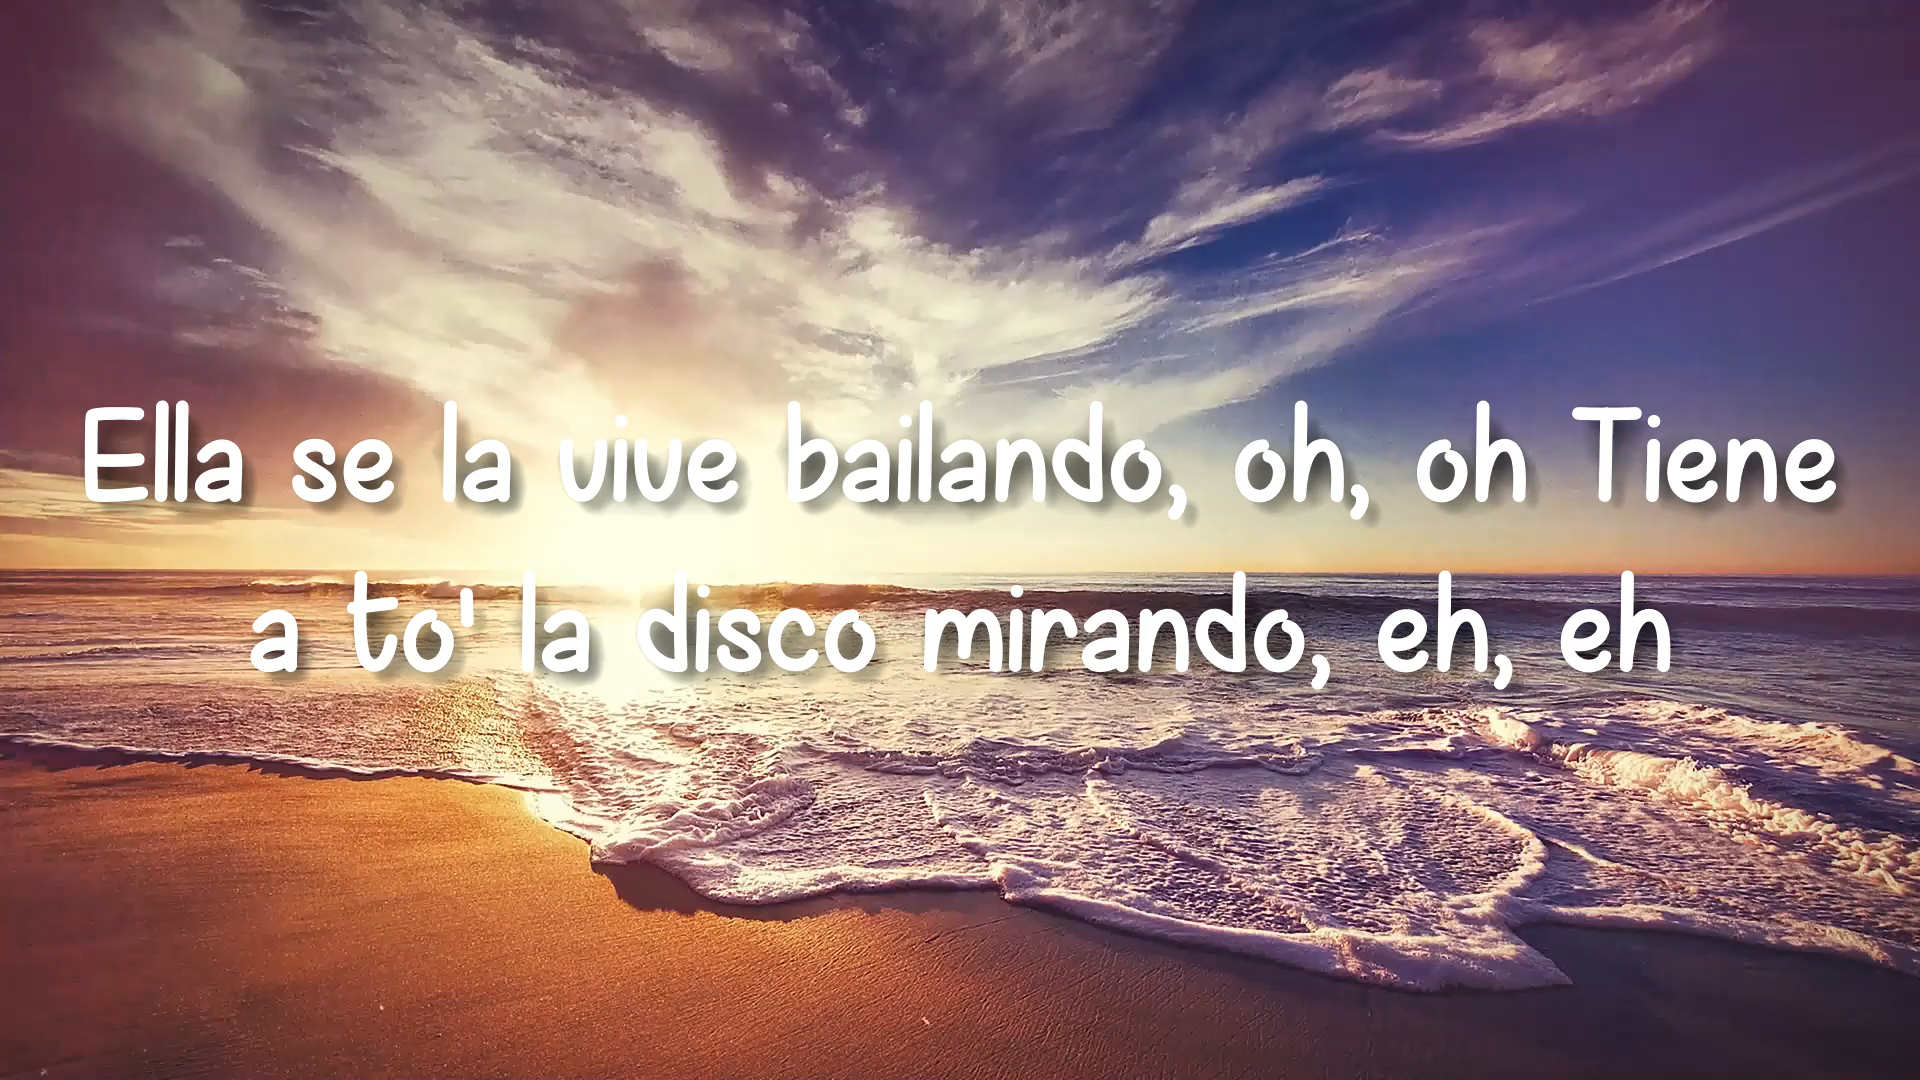 Ella se la vive bailando, oh, oh Tiene
a to' la disco mirando, eh, eh